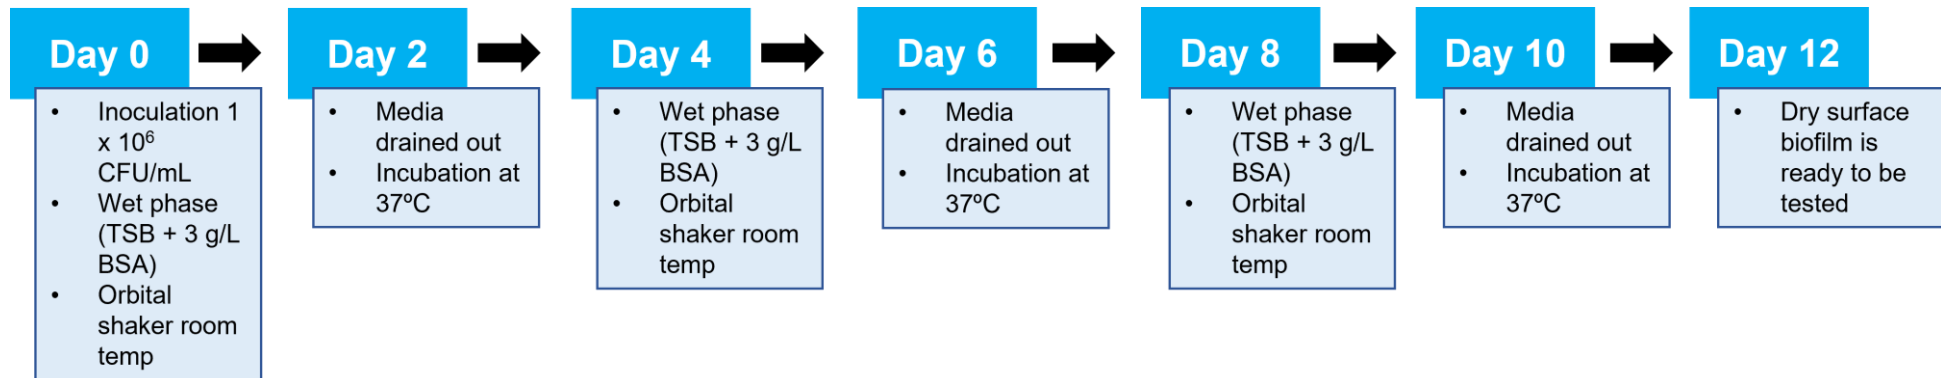 Day 0
• Inoculation 1
x 10⁶
CFU/mL
• Wet phase
(TSB + 3 g/L
BSA)
• Orbital
shaker room
temp
Day 2
• Media
drained out
• Incubation at
37ºC
Day 4
• Wet phase
(TSB + 3 g/L
BSA)
• Orbital
shaker room
temp
Day 6
• Media
drained out
• Incubation at
37ºC
Day 8
• Wet phase
(TSB + 3 g/L
BSA)
• Orbital
shaker room
temp
Day 10
• Media
drained out
• Incubation at
37ºC
Day 12
• Dry surface
biofilm is
ready to be
tested